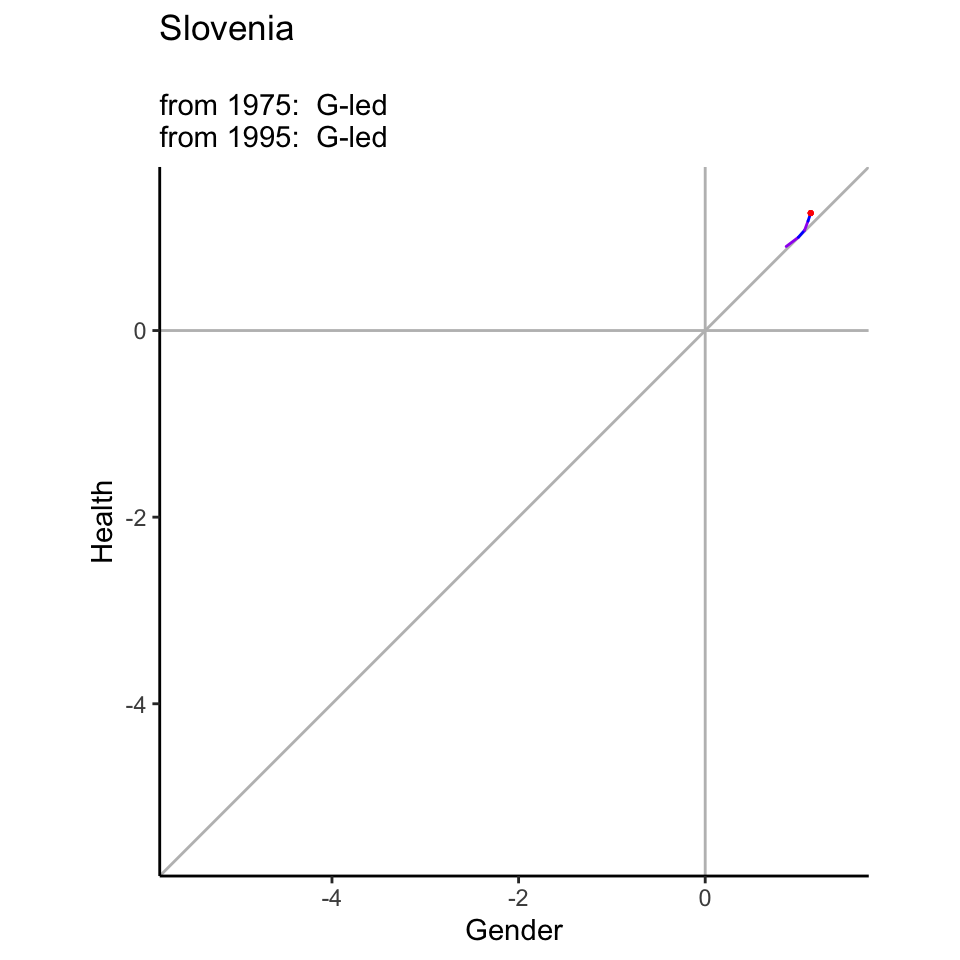 Slovenia
from 1975:  G-led
from 1995:  G-led
0
-2
-4
Health
-4
-2
0
Gender